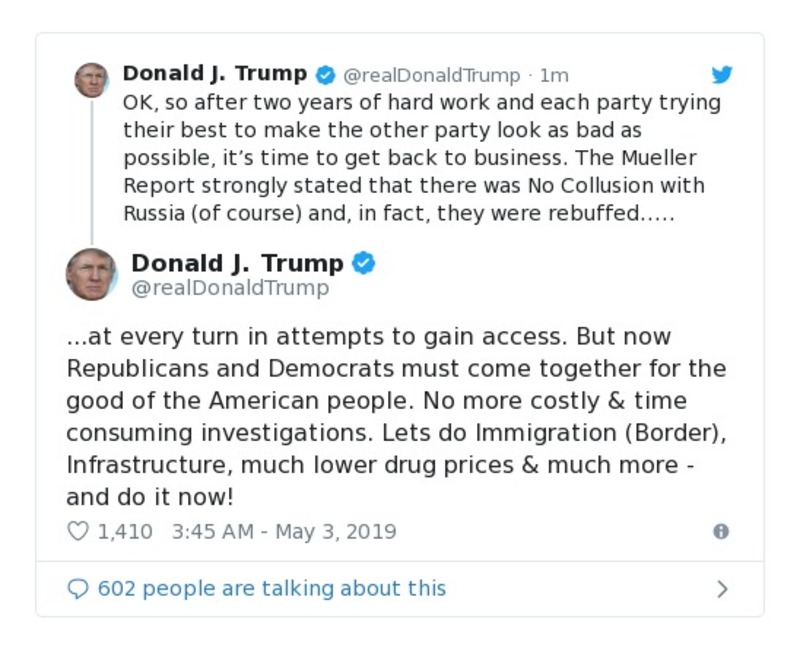 Donald J. Trump @realDonaldTrump · 1m
OK, so after two years of hard work and each party trying
their best to make the other party look as bad as
possible, it’s time to get back to business. The Mueller
Report strongly stated that there was No Collusion with
Russia (of course) and, in fact, they were rebuffed.....
Donald J. Trump
@realDonaldTrump
...at every turn in attempts to gain access. But now
Republicans and Democrats must come together for the
good of the American people. No more costly & time
consuming investigations. Lets do Immigration (Border),
Infrastructure, much lower drug prices & much more -
and do it now!
1,410 3:45 AM - May 3, 2019
602 people are talking about this